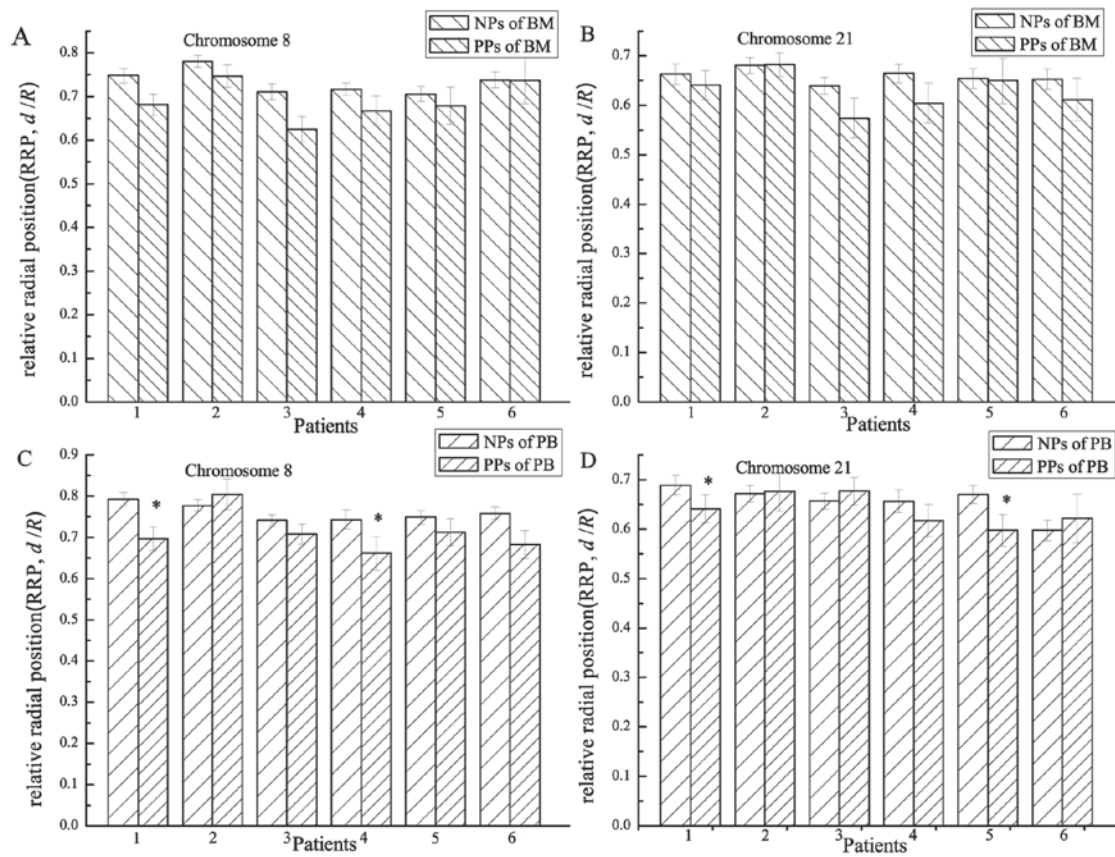 A
Chromosome 8
NPs of BM
PPs of BM
relative radial position(RRP, d/R)
0.8
0.7
0.6
0.5
0.4
0.3
0.2
0.1
0.0
1 2 3 4 5 6
Patients
B
Chromosome 21
NPs of BM
PPs of BM
relative radial position(RRP, d/R)
0.7
0.6
0.5
0.4
0.3
0.2
0.1
0.0
1 2 3 4 5 6
Patients
C
Chromosome 8
NPs of PB
PPs of PB
relative radial position(RRP, d/R)
0.9
0.8
0.7
0.6
0.5
0.4
0.3
0.2
0.1
0.0
* *
1 2 3 4 5 6
Patients
D
Chromosome 21
NPs of PB
PPs of PB
relative radial position(RRP, d/R)
0.7
0.6
0.5
0.4
0.3
0.2
0.1
0.0
* *
1 2 3 4 5 6
Patients